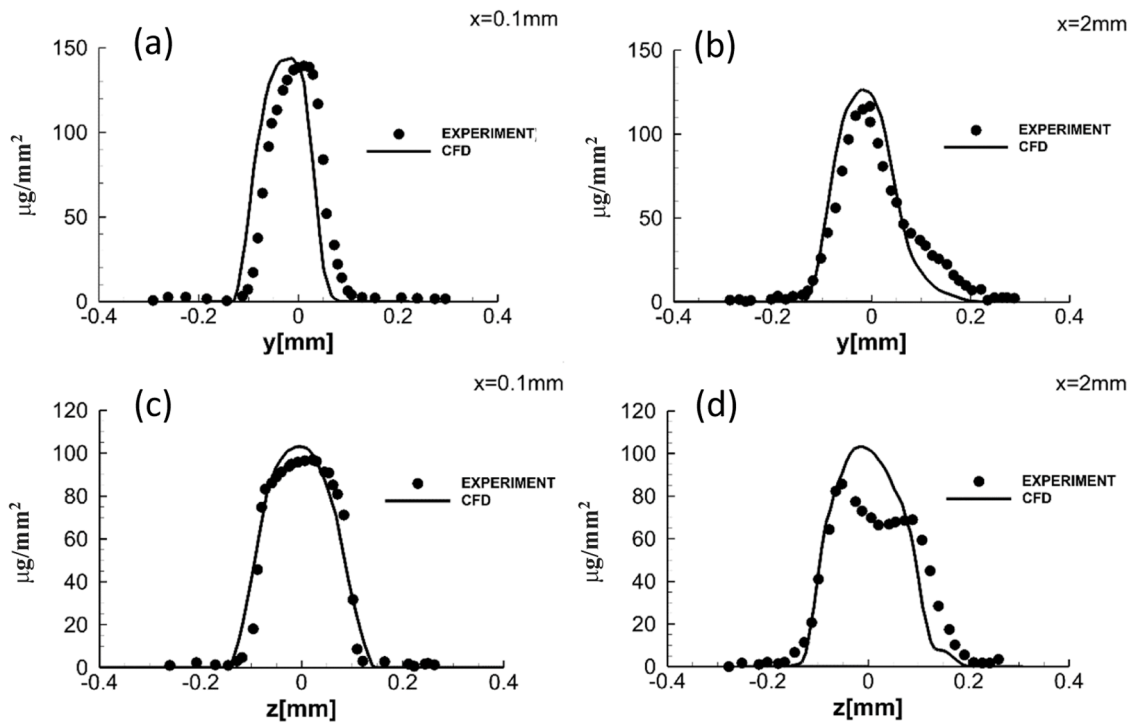 (a)
x=0.1mm
150
100
50
0
µg/mm²
EXPERIMENT
CFD
-0.4 -0.2 0 0.2 0.4
y[mm]
(b)
x=2mm
150
100
50
0
µg/mm²
EXPERIMENT
CFD
-0.4 -0.2 0 0.2 0.4
y[mm]
(c)
x=0.1mm
120
100
80
60
40
20
0
µg/mm²
EXPERIMENT
CFD
-0.4 -0.2 0 0.2 0.4
z[mm]
(d)
x=2mm
120
100
80
60
40
20
0
µg/mm²
EXPERIMENT
CFD
-0.4 -0.2 0 0.2 0.4
z[mm]